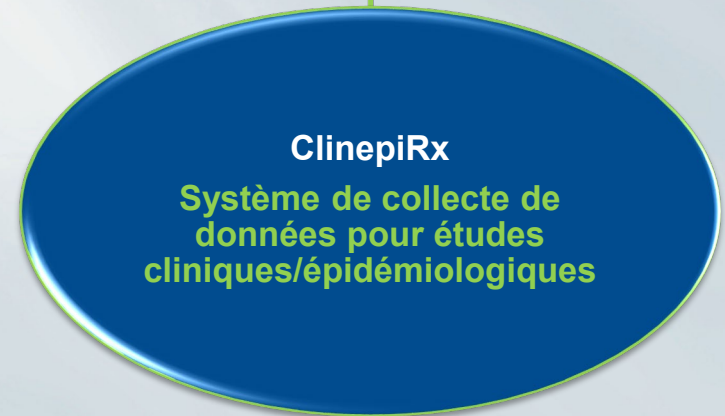 ClinepiRx
Système de collecte de
données pour études
cliniques/épidémiologiques